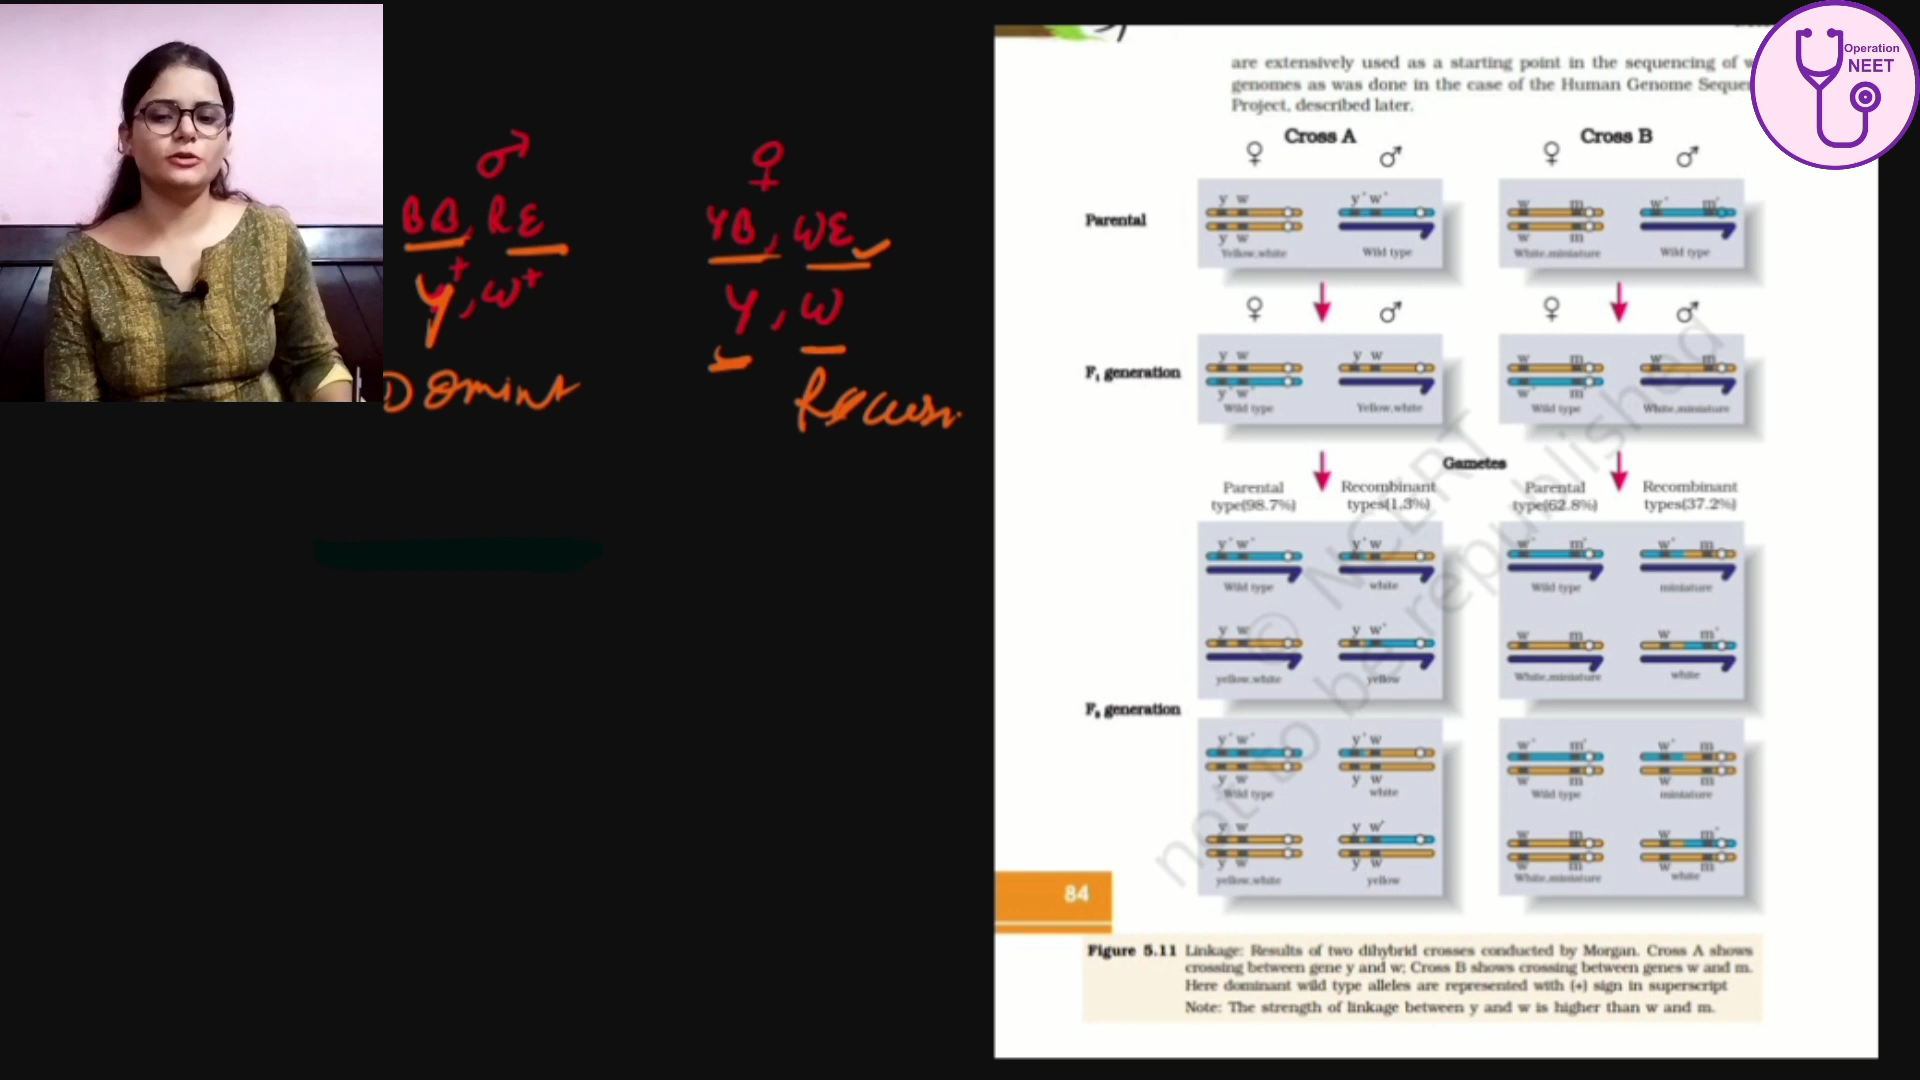 Operation
NEET
♂
BB, RE
y⁺, w⁺
Domint
♀
YB, WE
y, w
are extensively used as a starting point in the sequencing of
genomes as was done in the case of the Human Genome
Project, described later.
Cross A Cross B
♀ ♂ ♀ ♂
Parental
y w y⁺ w⁺ w m w⁺ m⁺
y w w m
Yellow, white Wild type White, miniature Wild type
♀ ♂ ♀ ♂
F₁ generation
y w y w w m w m
y⁺ w⁺ w⁺ m⁺
Wild type Yellow, white Wild type White, miniature
Gametes
Parental Recombinant Parental Recombinant
type(98.7%) types(1.3%) type(62.8%) types(37.2%)
y⁺ w⁺ y⁺ w w⁺ m⁺ w⁺ m
Wild type white Wild type miniature
y w y w⁺ w m w m⁺
yellow, white yellow White, miniature white
F₂ generation
y⁺ w⁺ y⁺ w w⁺ m⁺ w⁺ m
y w y w w m w m
Wild type white Wild type miniature
y w y w⁺ w m w m⁺
y w y w w m w m
yellow, white yellow White, miniature white
© NCERT
not to be republished
84
Figure 5.11 Linkage: Results of two dihybrid crosses conducted by Morgan. Cross A shows
crossing between gene y and w; Cross B shows crossing between genes w and m.
Here dominant wild type alleles are represented with (+) sign in superscript
Note: The strength of linkage between y and w is higher than w and m.